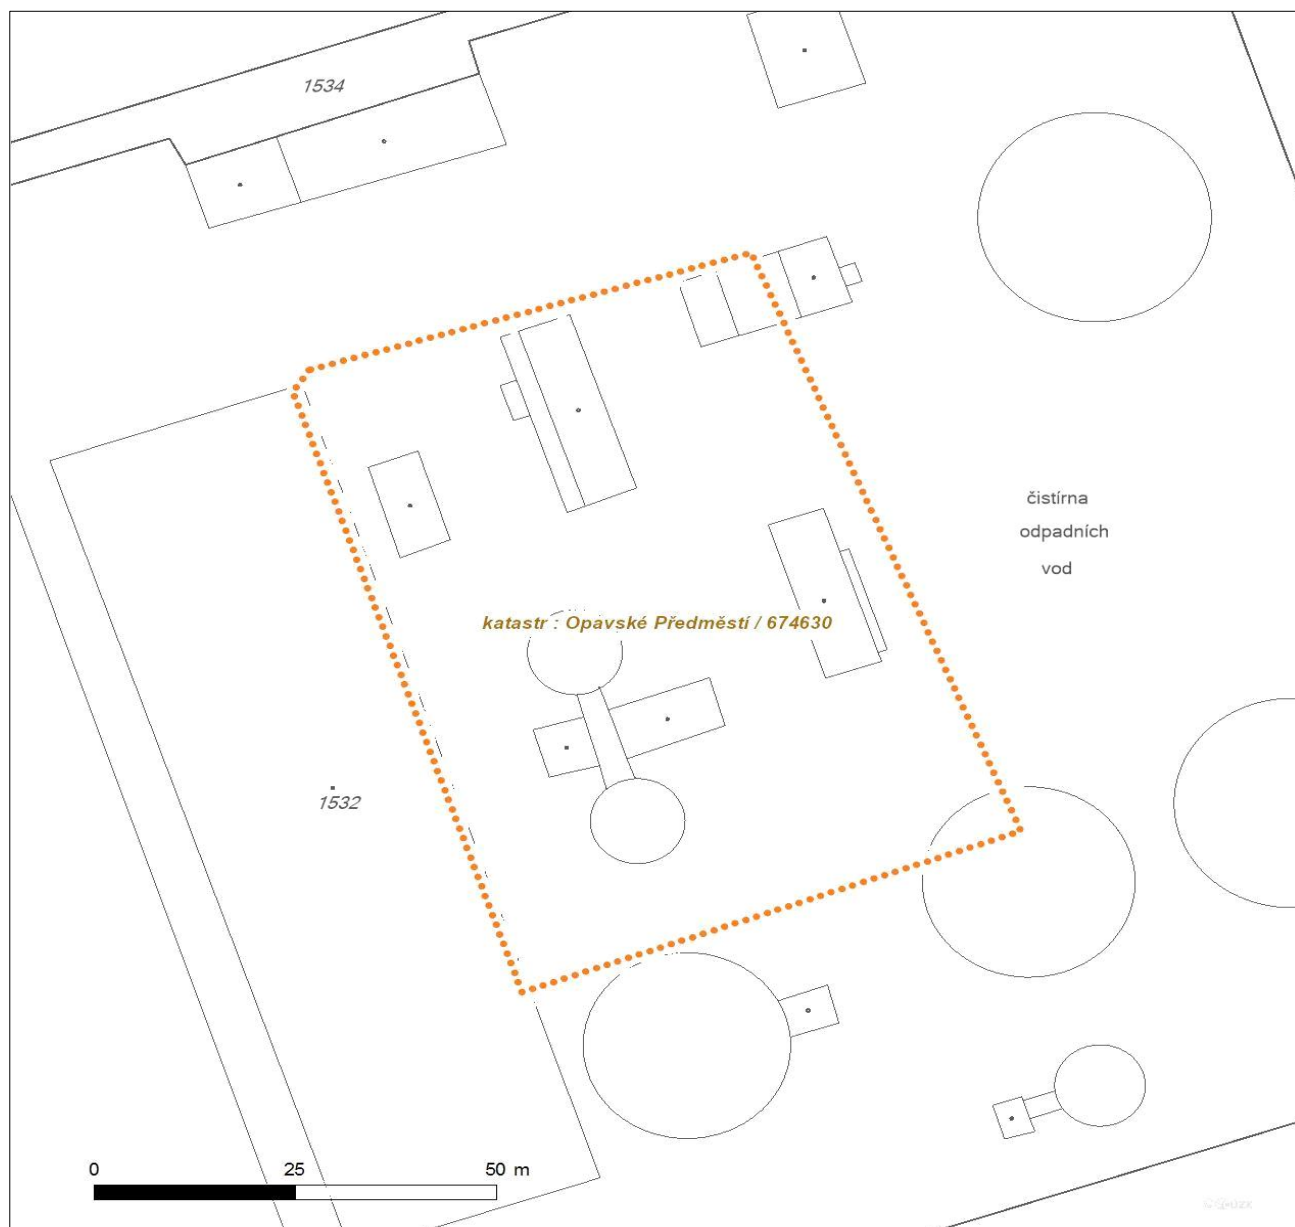 1534
čistírna
odpadních
vod
katastr : Opavské Předměstí / 674630
1532
0 25 50 m